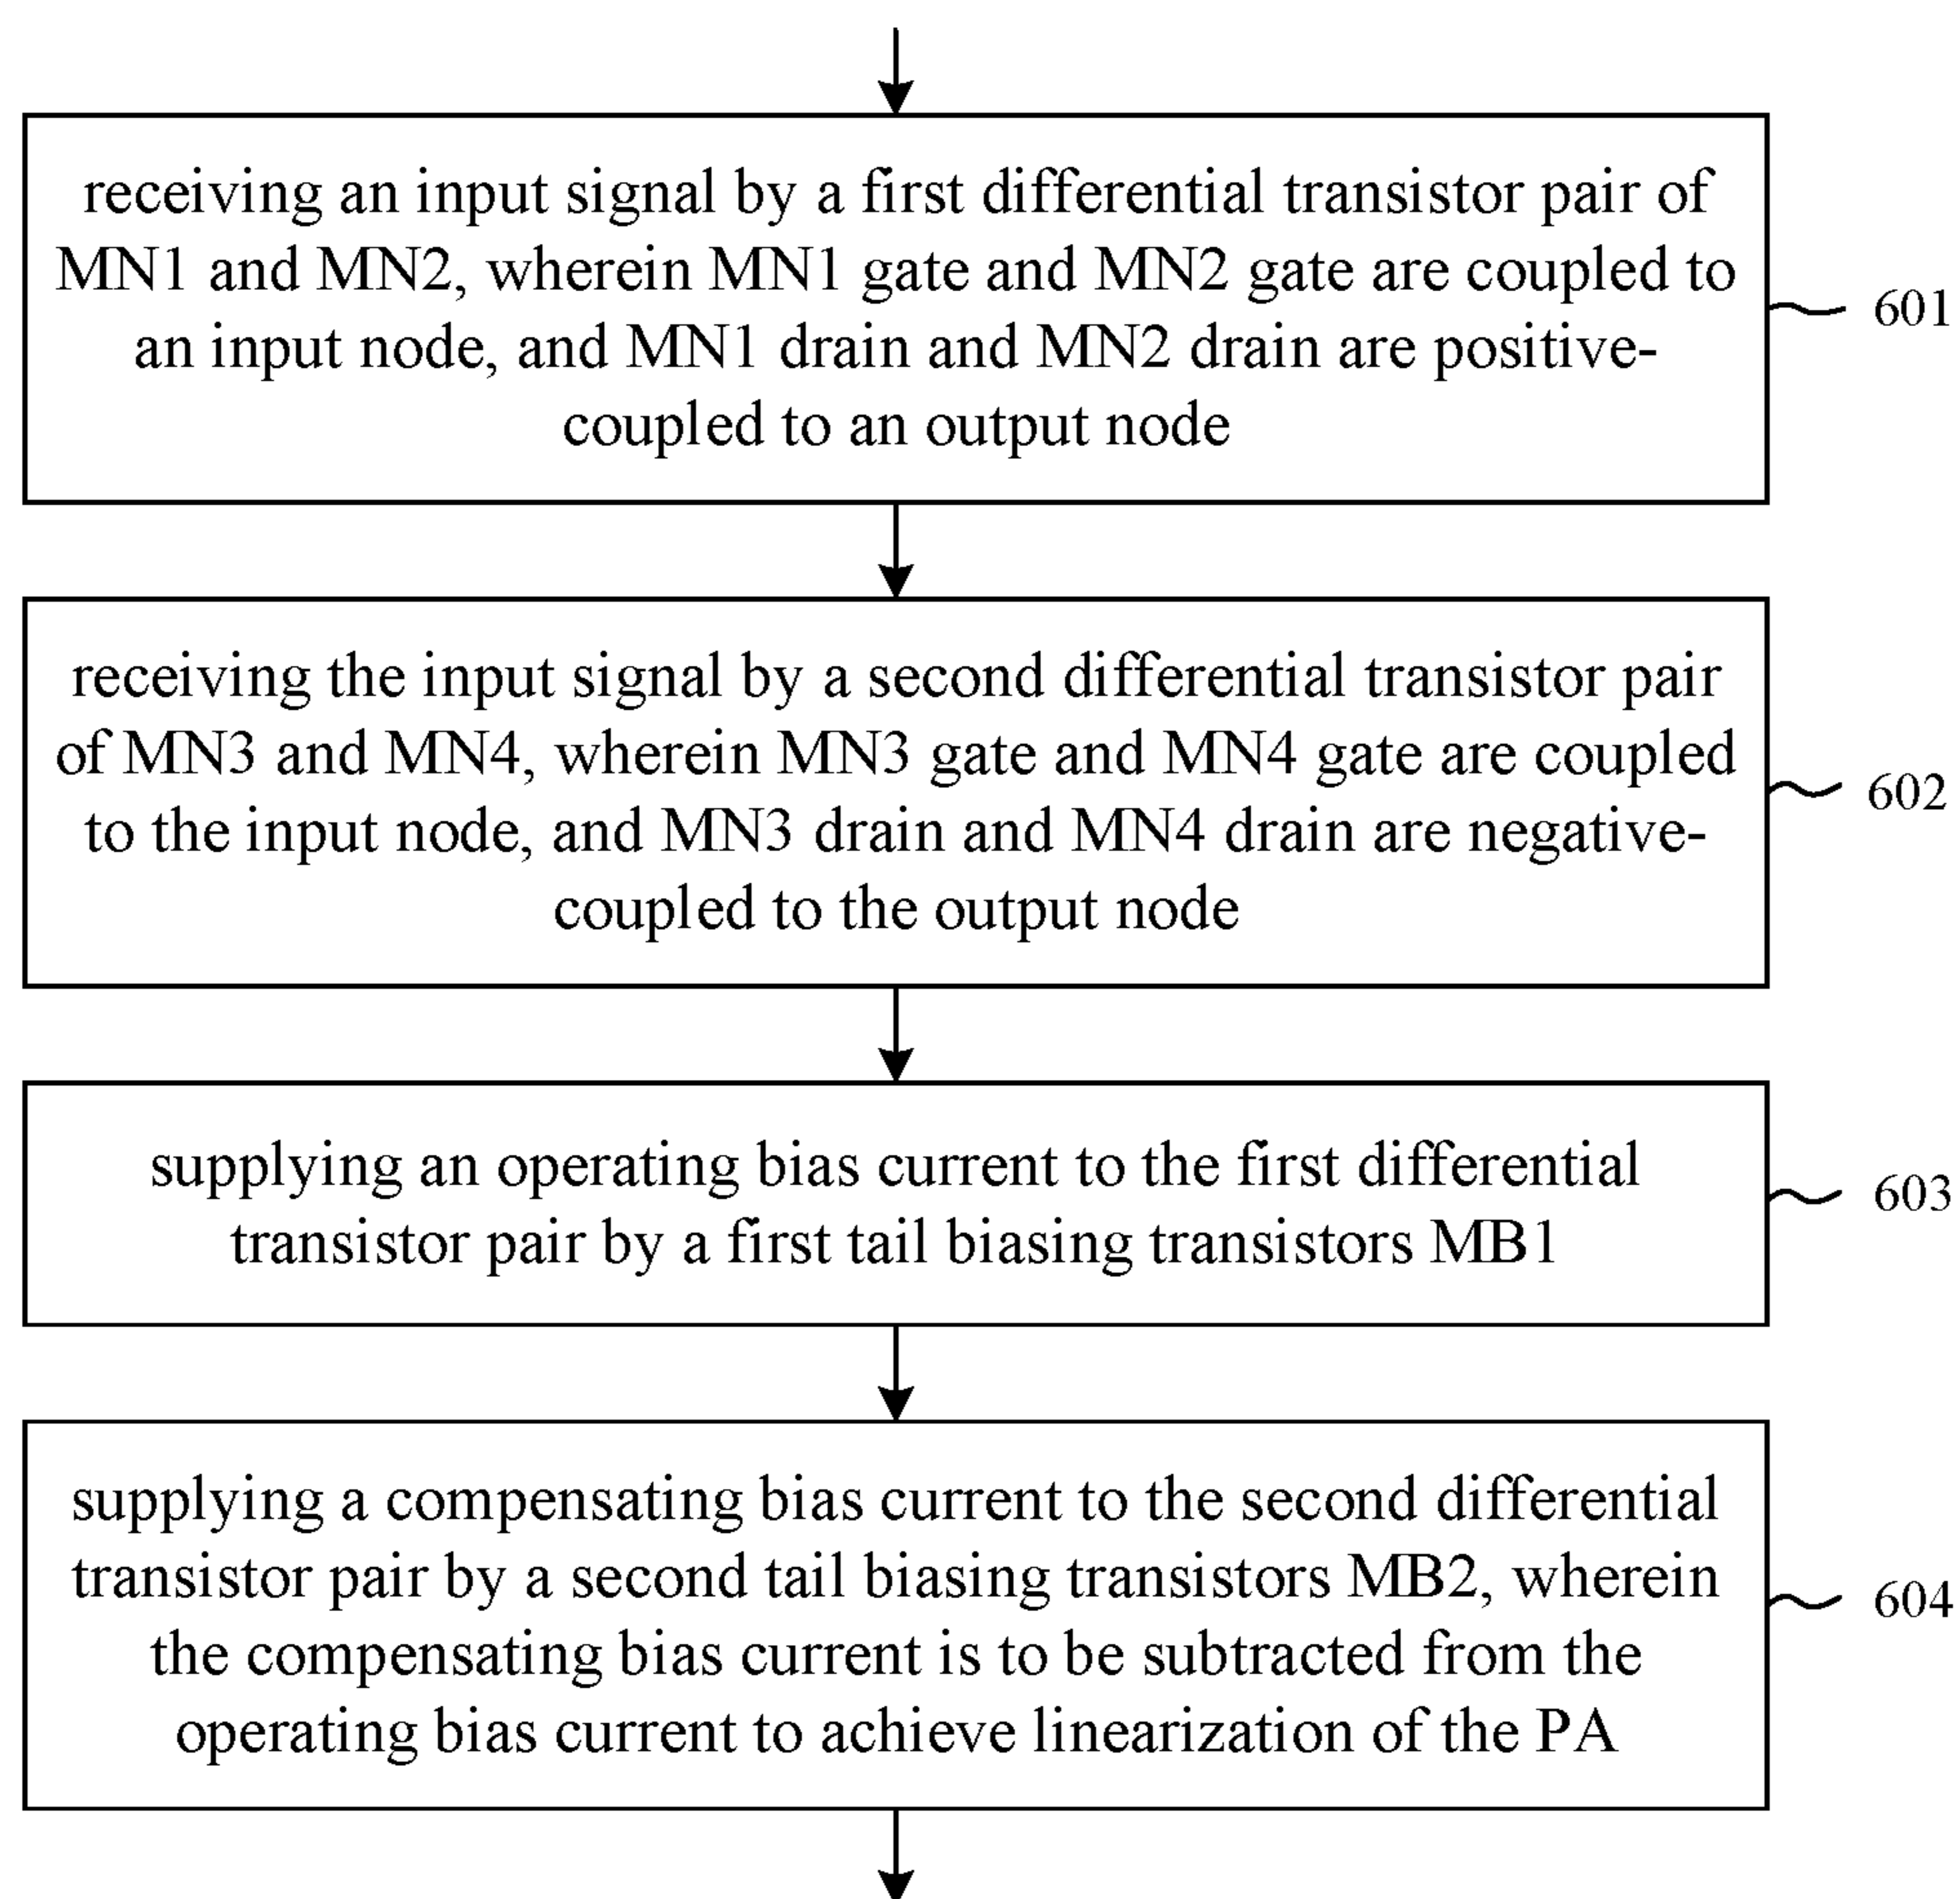 receiving an input signal by a first differential transistor pair of
MN1 and MN2, wherein MN1 gate and MN2 gate are coupled to
an input node, and MN1 drain and MN2 drain are positive-
coupled to an output node
601
receiving the input signal by a second differential transistor pair
of MN3 and MN4, wherein MN3 gate and MN4 gate are coupled
to the input node, and MN3 drain and MN4 drain are negative-
coupled to the output node
602
supplying an operating bias current to the first differential
transistor pair by a first tail biasing transistors MB1
603
supplying a compensating bias current to the second differential
transistor pair by a second tail biasing transistors MB2, wherein
the compensating bias current is to be subtracted from the
operating bias current to achieve linearization of the PA
604